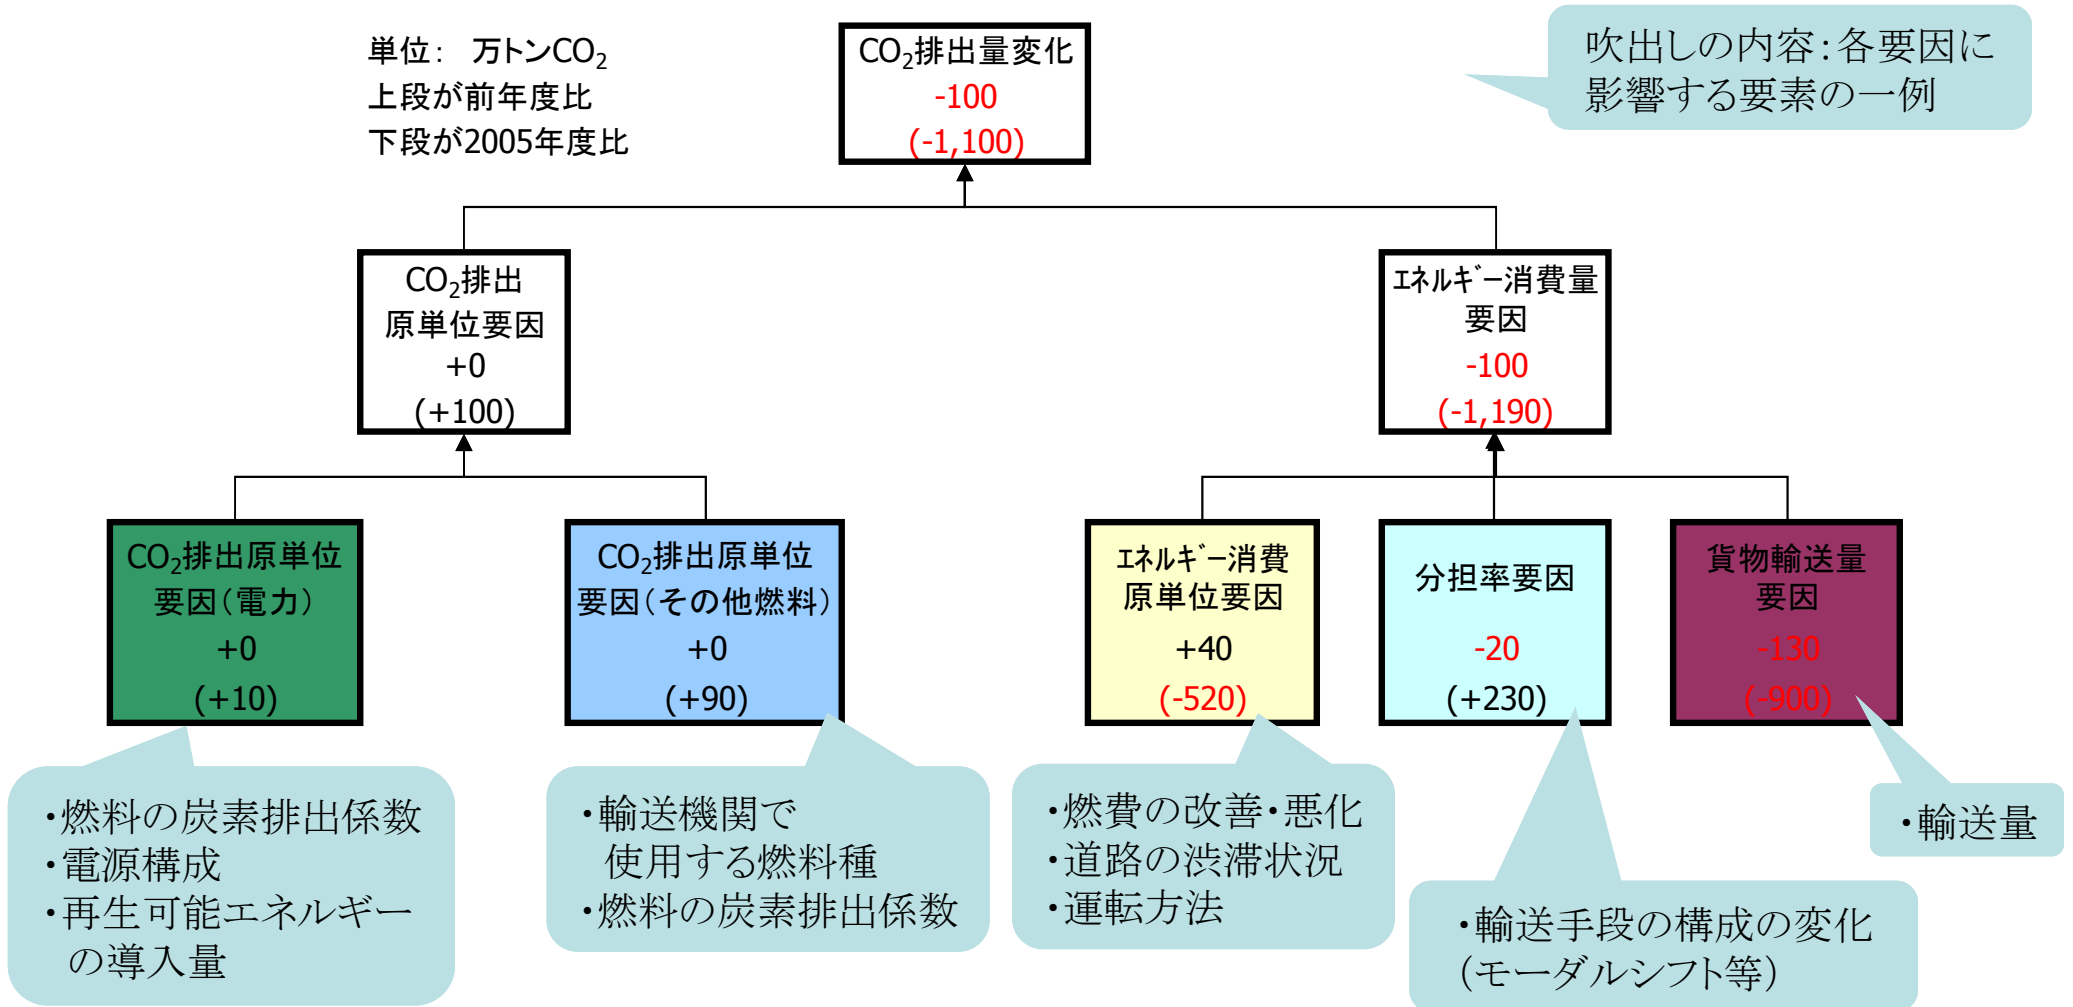 単位： 万トンCO₂
上段が前年度比
下段が2005年度比
CO₂排出量変化
-100
(-1,100)
吹出しの内容：各要因に
影響する要素の一例
CO₂排出
原単位要因
+0
(+100)
ｴﾈﾙｷﾞｰ消費量
要因
-100
(-1,190)
CO₂排出原単位
要因（電力）
+0
(+10)
CO₂排出原単位
要因（その他燃料）
+0
(+90)
ｴﾈﾙｷﾞｰ消費
原単位要因
+40
(-520)
分担率要因
-20
(+230)
貨物輸送量
要因
-130
(-900)
・燃料の炭素排出係数
・電源構成
・再生可能エネルギー
の導入量
・輸送機関で
使用する燃料種
・燃料の炭素排出係数
・燃費の改善・悪化
・道路の渋滞状況
・運転方法
・輸送手段の構成の変化
（モーダルシフト等）
・輸送量